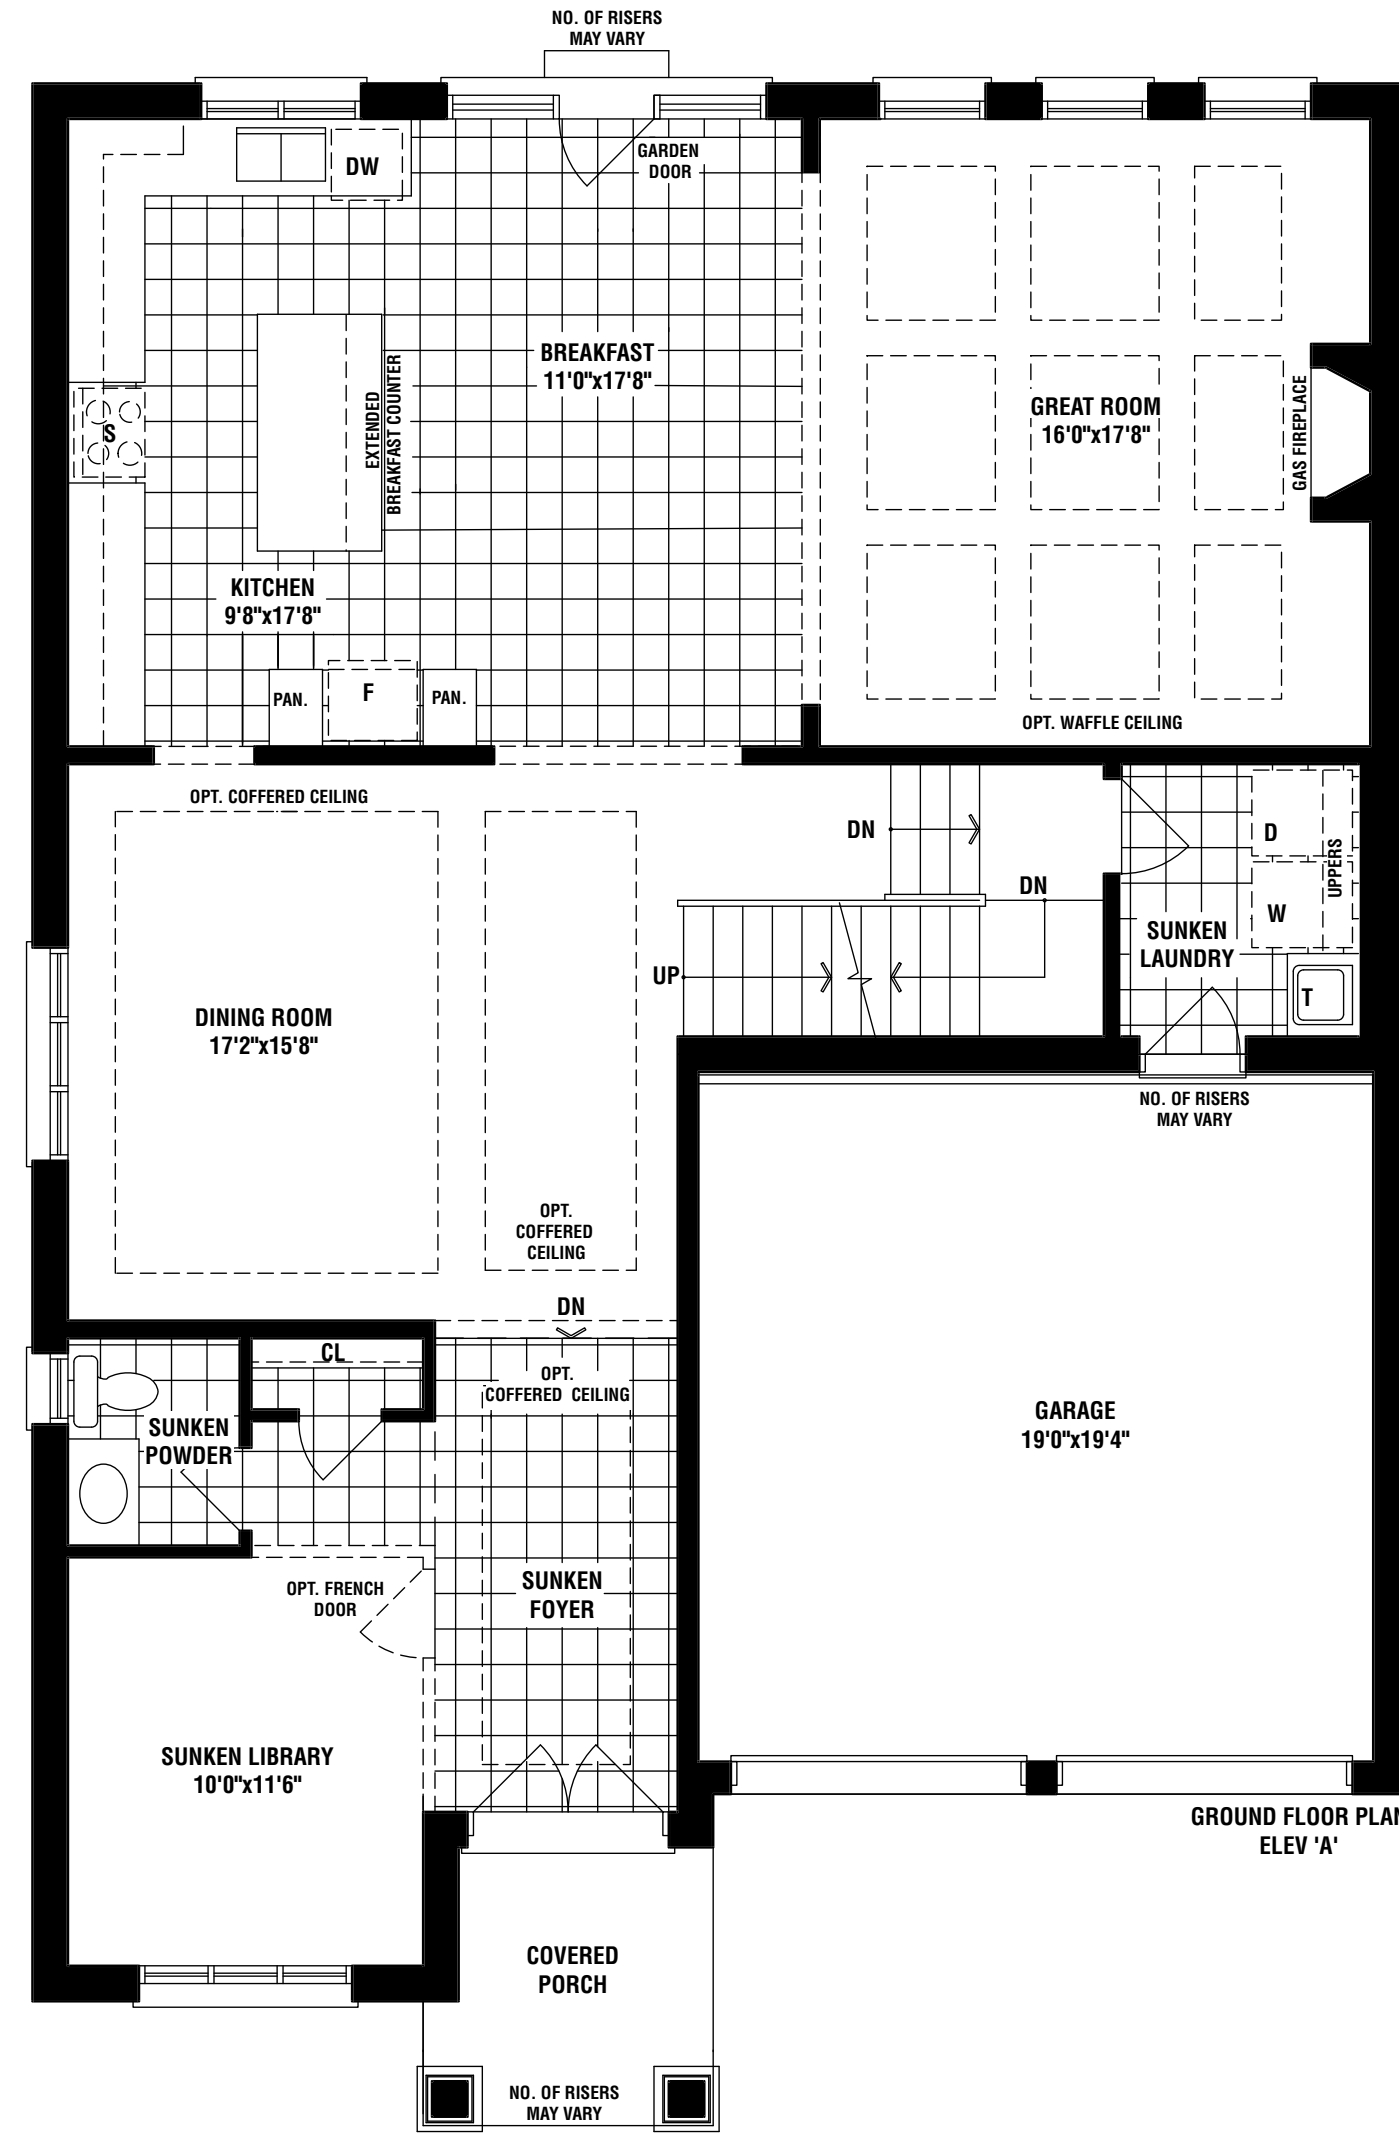 NO. OF RISERS
MAY VARY
DW
GARDEN
DOOR
BREAKFAST
11'0"x17'8"
EXTENDED
BREAKFAST COUNTER
GREAT ROOM
16'0"x17'8"
GAS FIREPLACE
S
KITCHEN
9'8"x17'8"
PAN.
F
PAN.
OPT. WAFFLE CEILING
OPT. COFFERED CEILING
DN
D
UPPERS
DN
W
SUNKEN
LAUNDRY
UP
T
DINING ROOM
17'2"x15'8"
NO. OF RISERS
MAY VARY
OPT.
COFFERED
CEILING
DN
CL
OPT.
COFFERED CEILING
SUNKEN
POWDER
GARAGE
19'0"x19'4"
OPT. FRENCH
DOOR
SUNKEN
FOYER
SUNKEN LIBRARY
10'0"x11'6"
GROUND FLOOR PLAN
ELEV 'A'
COVERED
PORCH
NO. OF RISERS
MAY VARY